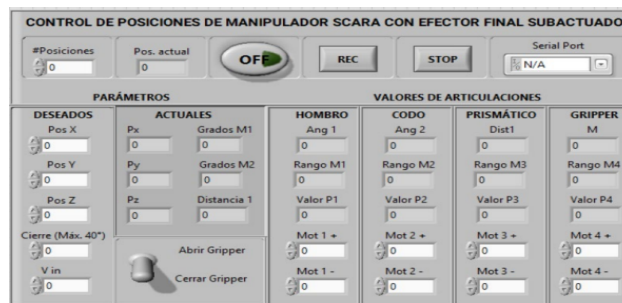 CONTROL DE POSICIONES DE MANIPULADOR SCARA CON EFECTOR FINAL SUBACTUADO
#Posiciones Pos. actual OFF REC STOP Serial Port
0 0 N/A
PARÁMETROS VALORES DE ARTICULACIONES
DESEADOS ACTUALES HOMBRO CODO PRISMÁTICO GRIPPER
Pos X Px Grados M1 Ang 1 Ang 2 Dist1 M
0 0 0 0 0 0 0
Pos Y Py Grados M2 Rango M1 Rango M2 Rango M3 Rango M4
0 0 0 0 0 0 0
Pos Z Pz Distancia 1 Valor P1 Valor P2 Valor P3 Valor P4
0 0 0 0 0 0 0
Cierre (Máx. 40°) Abrir Gripper Mot 1 + Mot 2 + Mot 3 + Mot 4 +
0 0 0 0 0
V in Cerrar Gripper Mot 1 - Mot 2 - Mot 3 - Mot 4 -
0 0 0 0 0